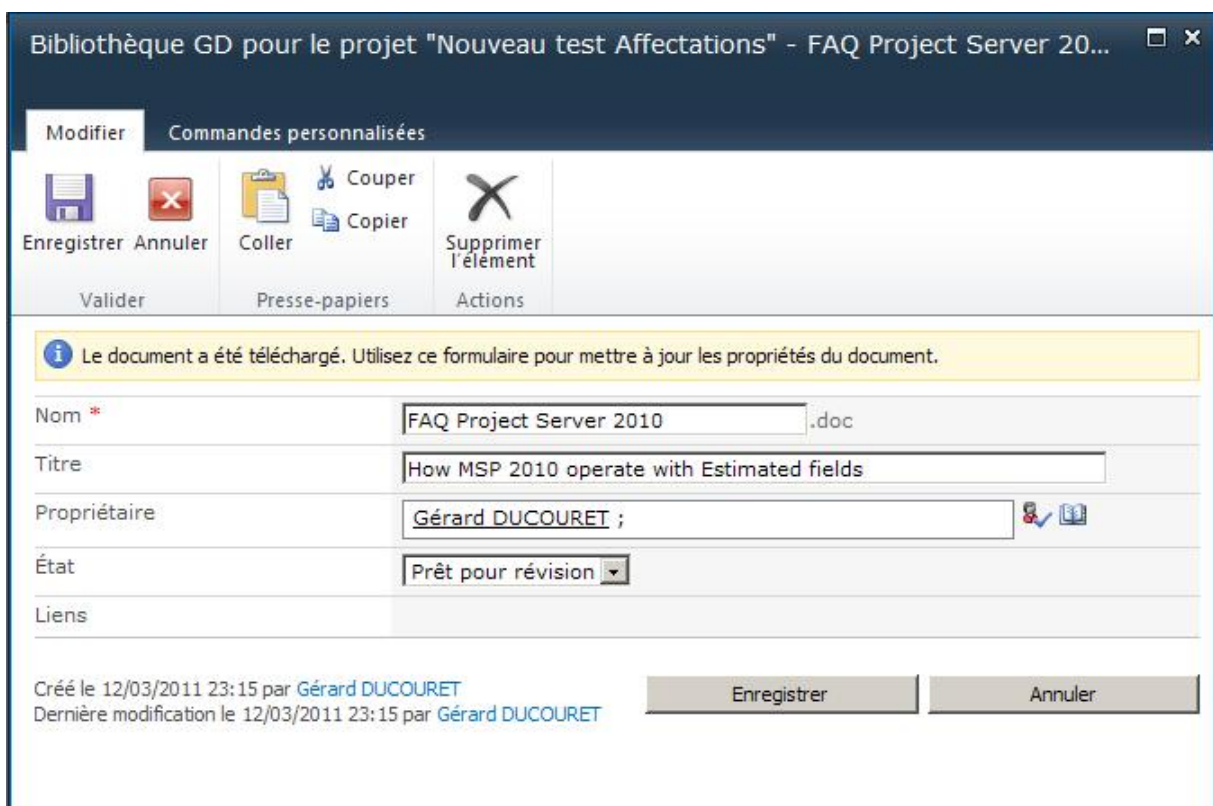 Bibliothèque GD pour le projet "Nouveau test Affectations" - FAQ Project Server 20...
Modifier Commandes personnalisées
Couper
Copier
Enregistrer Annuler Coller Supprimer
l'élément
Valider Presse-papiers Actions
Le document a été téléchargé. Utilisez ce formulaire pour mettre à jour les propriétés du document.
Nom * FAQ Project Server 2010 .doc
Titre How MSP 2010 operate with Estimated fields
Propriétaire Gérard DUCOURET ;
État Prêt pour révision
Liens
Créé le 12/03/2011 23:15 par Gérard DUCOURET Enregistrer Annuler
Dernière modification le 12/03/2011 23:15 par Gérard DUCOURET